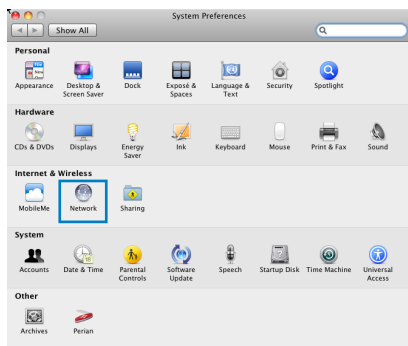 System Preferences
Show All
Personal
Appearance
Desktop &
Screen Saver
Dock
Exposé &
Spaces
Language &
Text
Security
Spotlight
Hardware
CDs & DVDs
Displays
Energy
Saver
Ink
Keyboard
Mouse
Print & Fax
Sound
Internet & Wireless
MobileMe
Network
Sharing
System
Accounts
Date & Time
Parental
Controls
Software
Update
Speech
Startup Disk
Time Machine
Universal
Access
Other
Archives
Perian